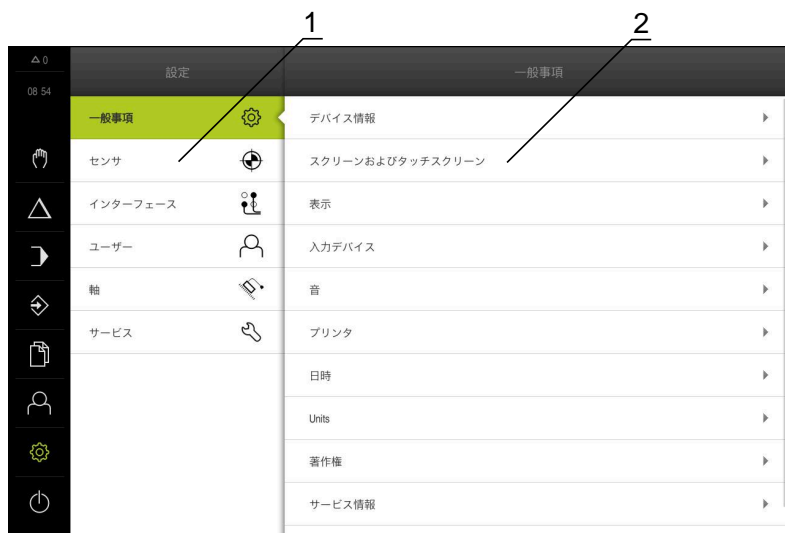 1
2
0
08 54
設定
一般事項
一般事項
センサ
インターフェース
ユーザー
軸
サービス
デバイス情報
スクリーンおよびタッチスクリーン
表示
入力デバイス
音
プリンタ
日時
Units
著作権
サービス情報